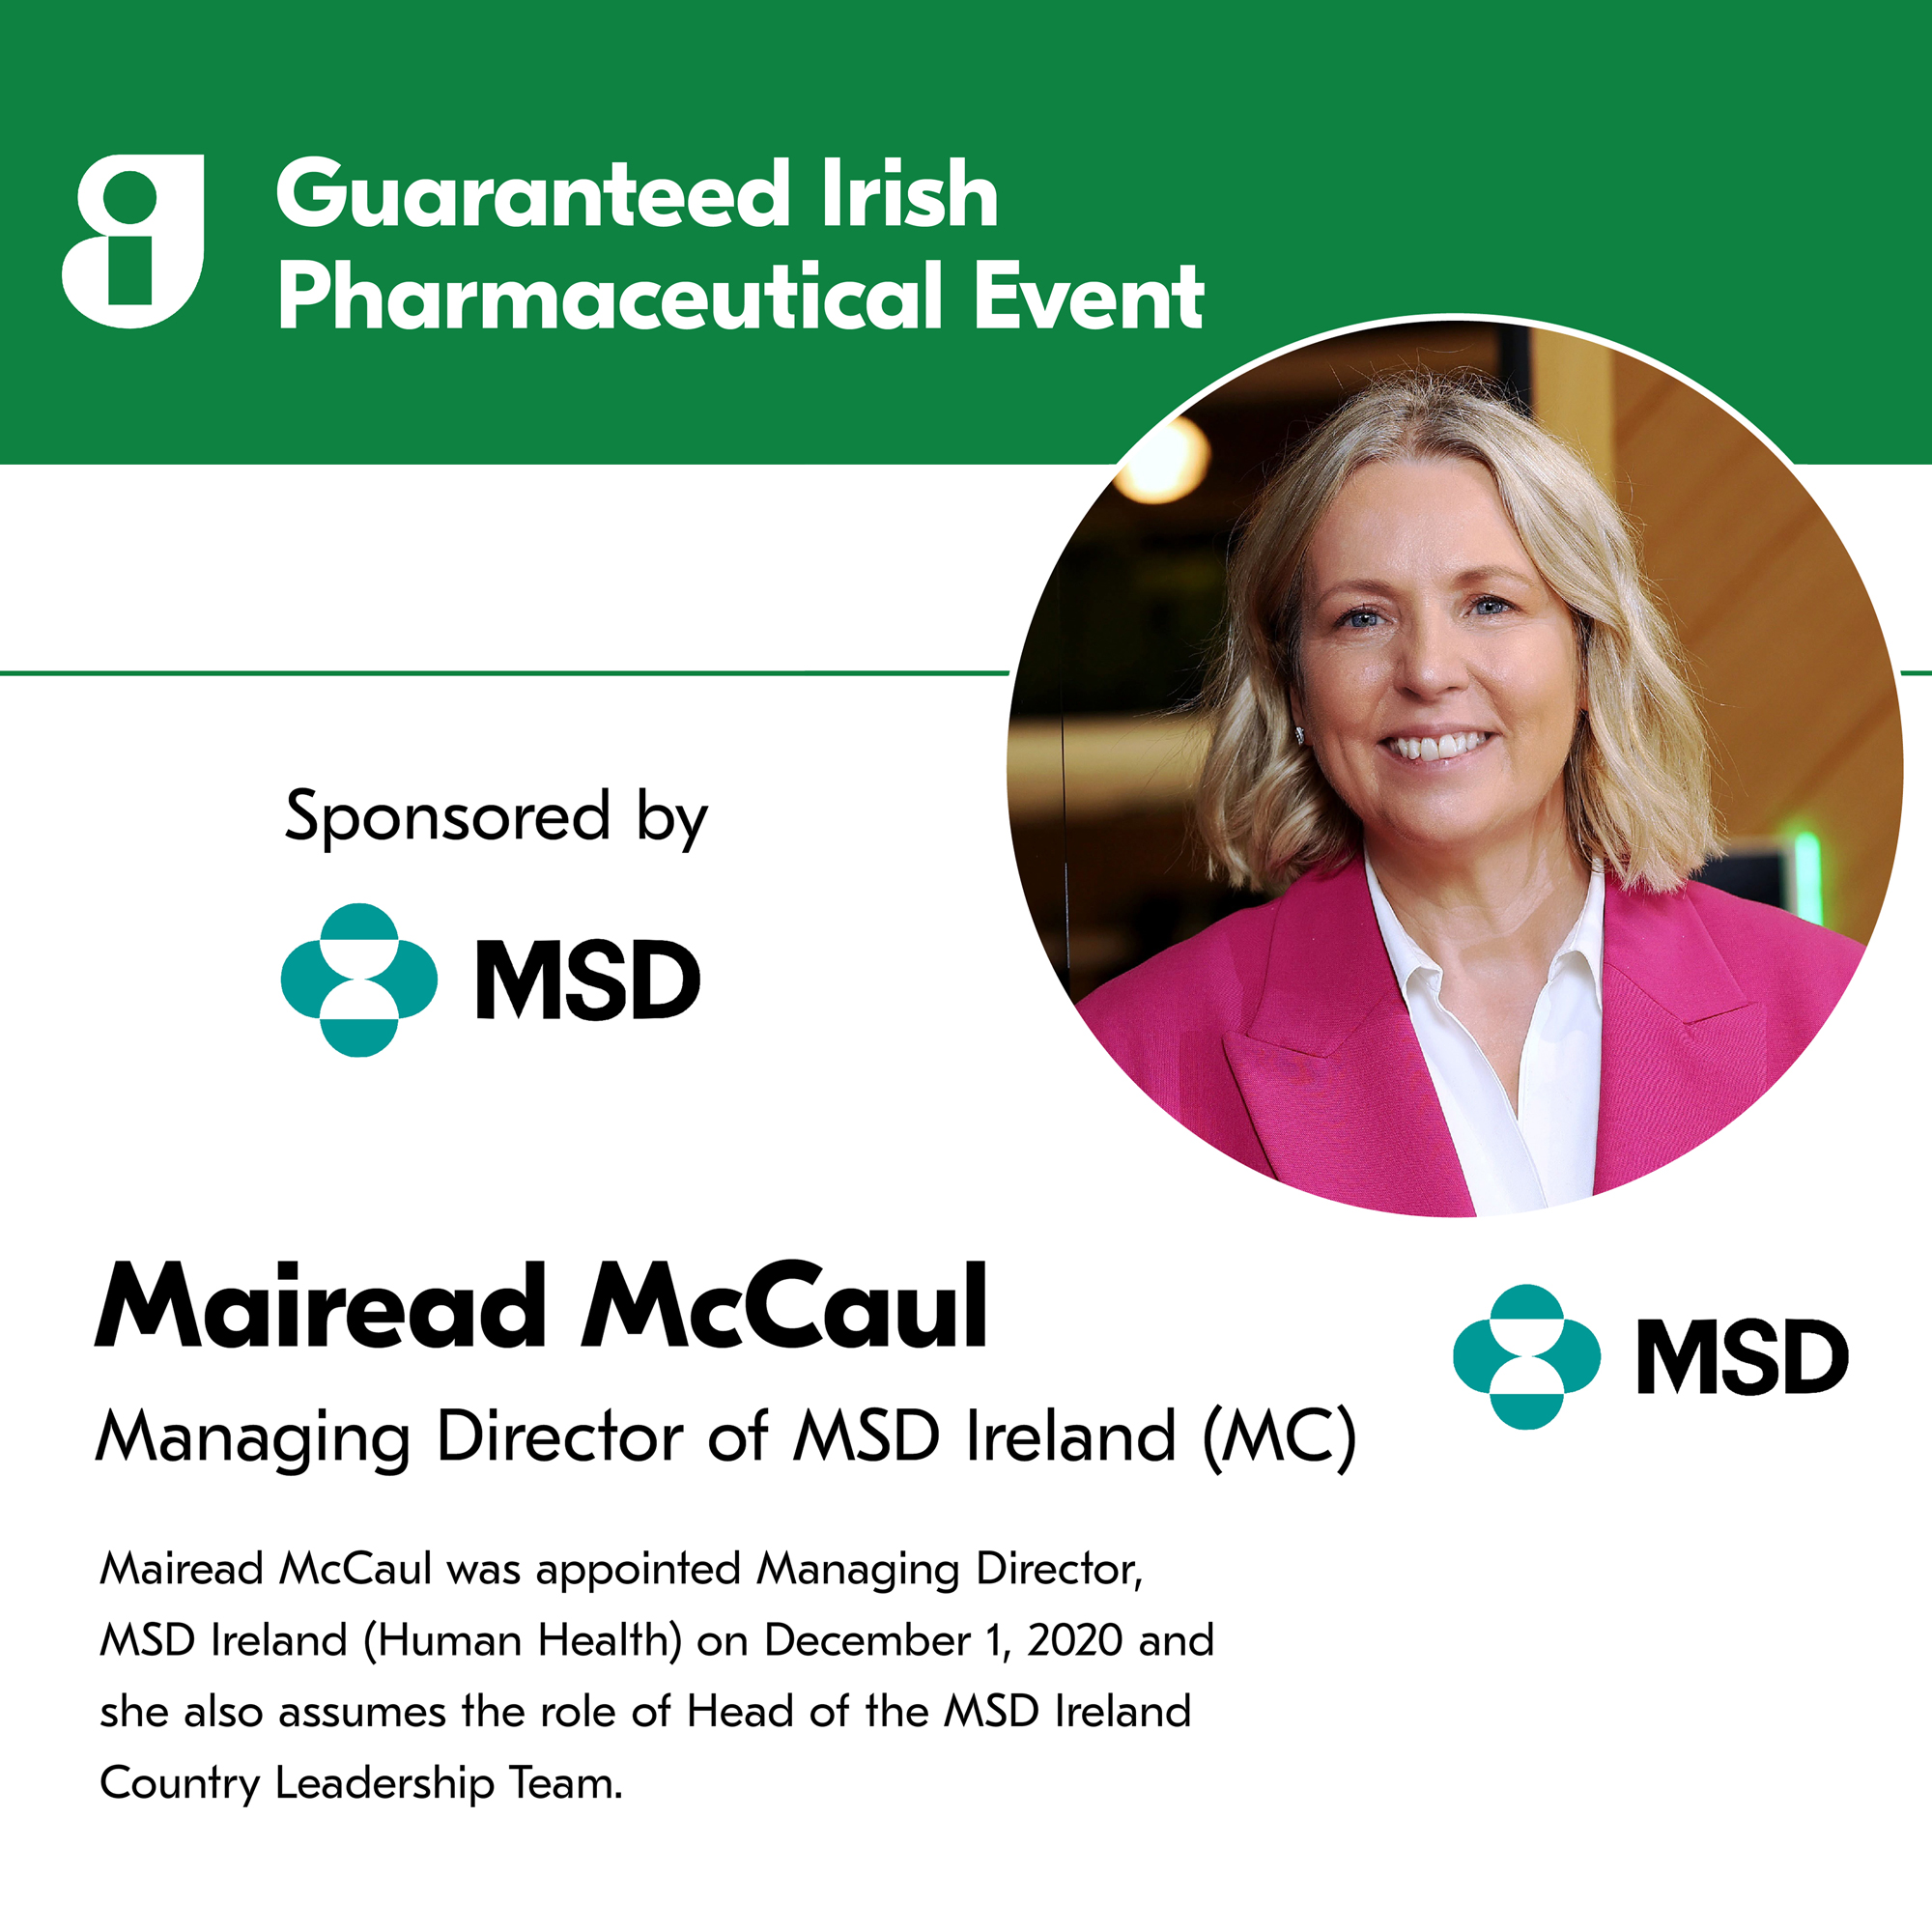 Guaranteed Irish
Pharmaceutical Event
Sponsored by
MSD
Mairead McCaul
MSD
Managing Director of MSD Ireland (MC)
Mairead McCaul was appointed Managing Director,
MSD Ireland (Human Health) on December 1, 2020 and
she also assumes the role of Head of the MSD Ireland
Country Leadership Team.